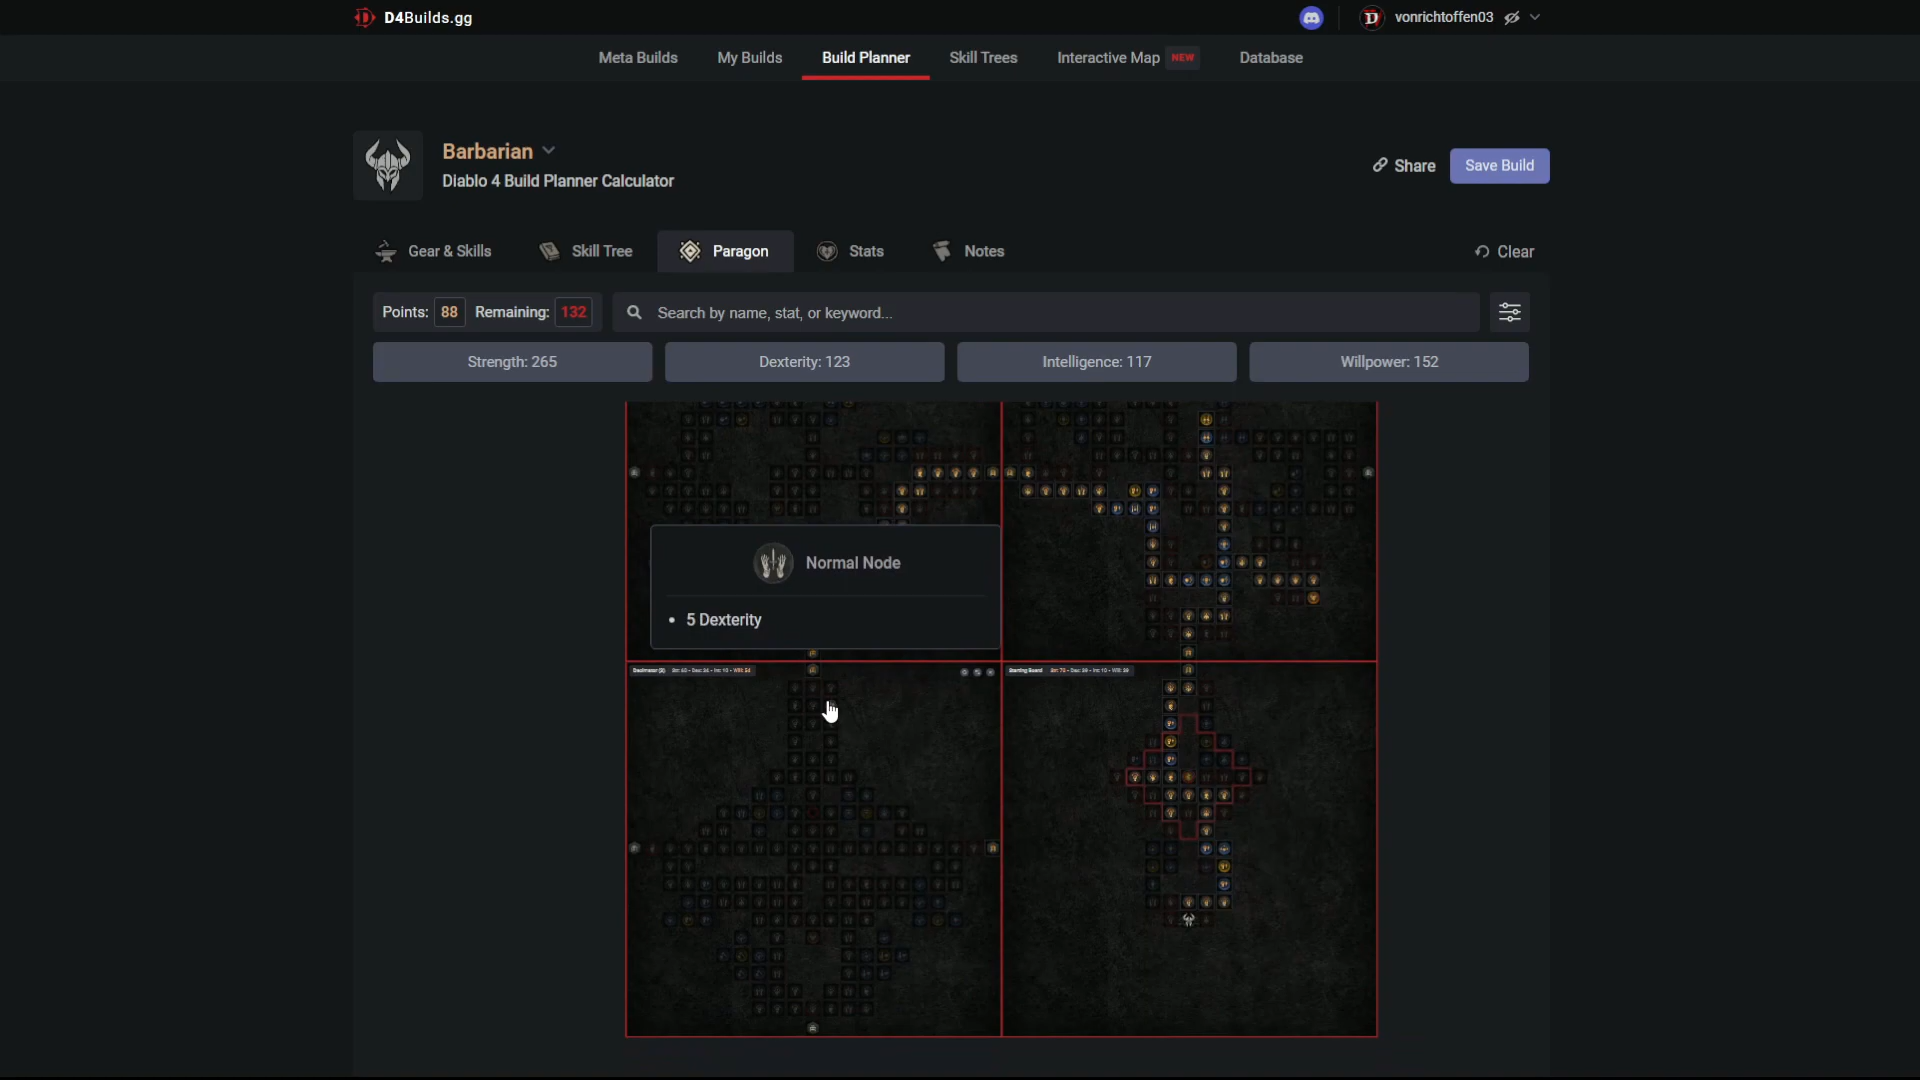 D4Builds.gg
vonrichtoffen03
Meta Builds
My Builds
Build Planner
Skill Trees
Interactive Map NEW
Database
Barbarian
Diablo 4 Build Planner Calculator
Share
Save Build
Gear & Skills
Skill Tree
Paragon
Stats
Notes
Clear
Points: 88 Remaining: 132
Search by name, stat, or keyword...
Strength: 265
Dexterity: 123
Intelligence: 117
Willpower: 152
Normal Node
• 5 Dexterity
Starting Board